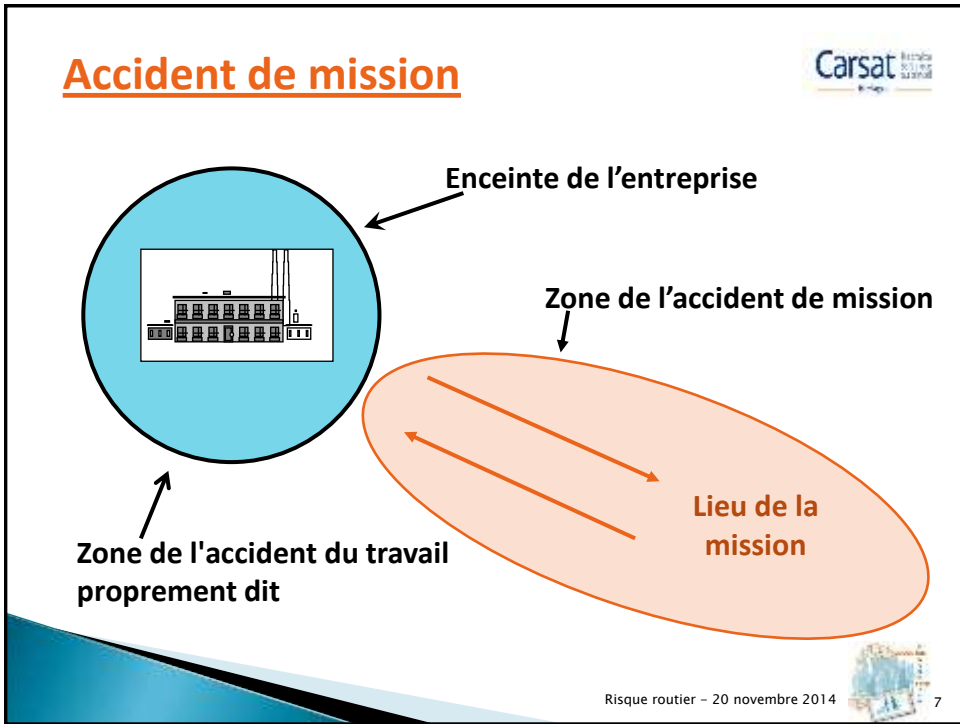 Accident de mission
Carsat
Enceinte de l'entreprise
Zone de l'accident de mission
Lieu de la
mission
Zone de l'accident du travail
proprement dit
Risque routier – 20 novembre 2014
7